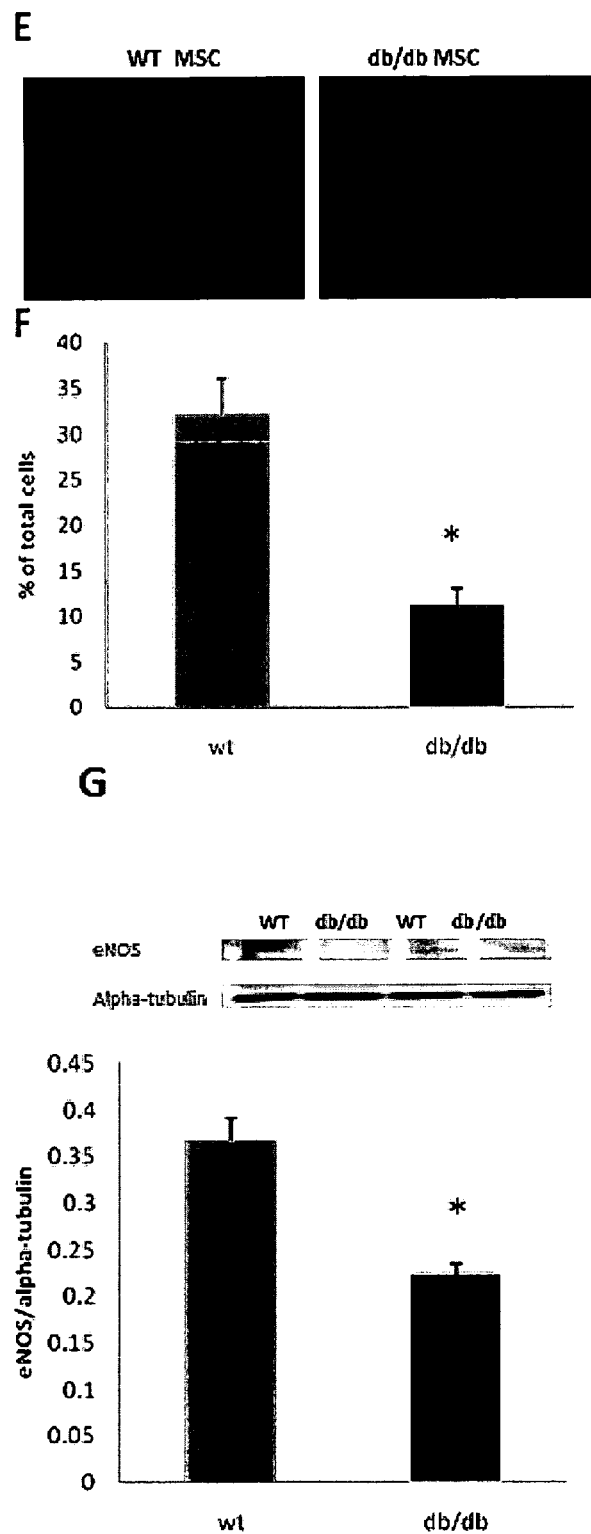 E
WT MSC db/db MSC
F
40
35
30
25
20
15
10
5
0
% of total cells
*
wt db/db
G
WT db/db WT db/db
eNOS
Alpha-tubulin
0.45
0.4
0.35
0.3
0.25
0.2
0.15
0.1
0.05
0
eNOS/alpha-tubulin
*
wt db/db